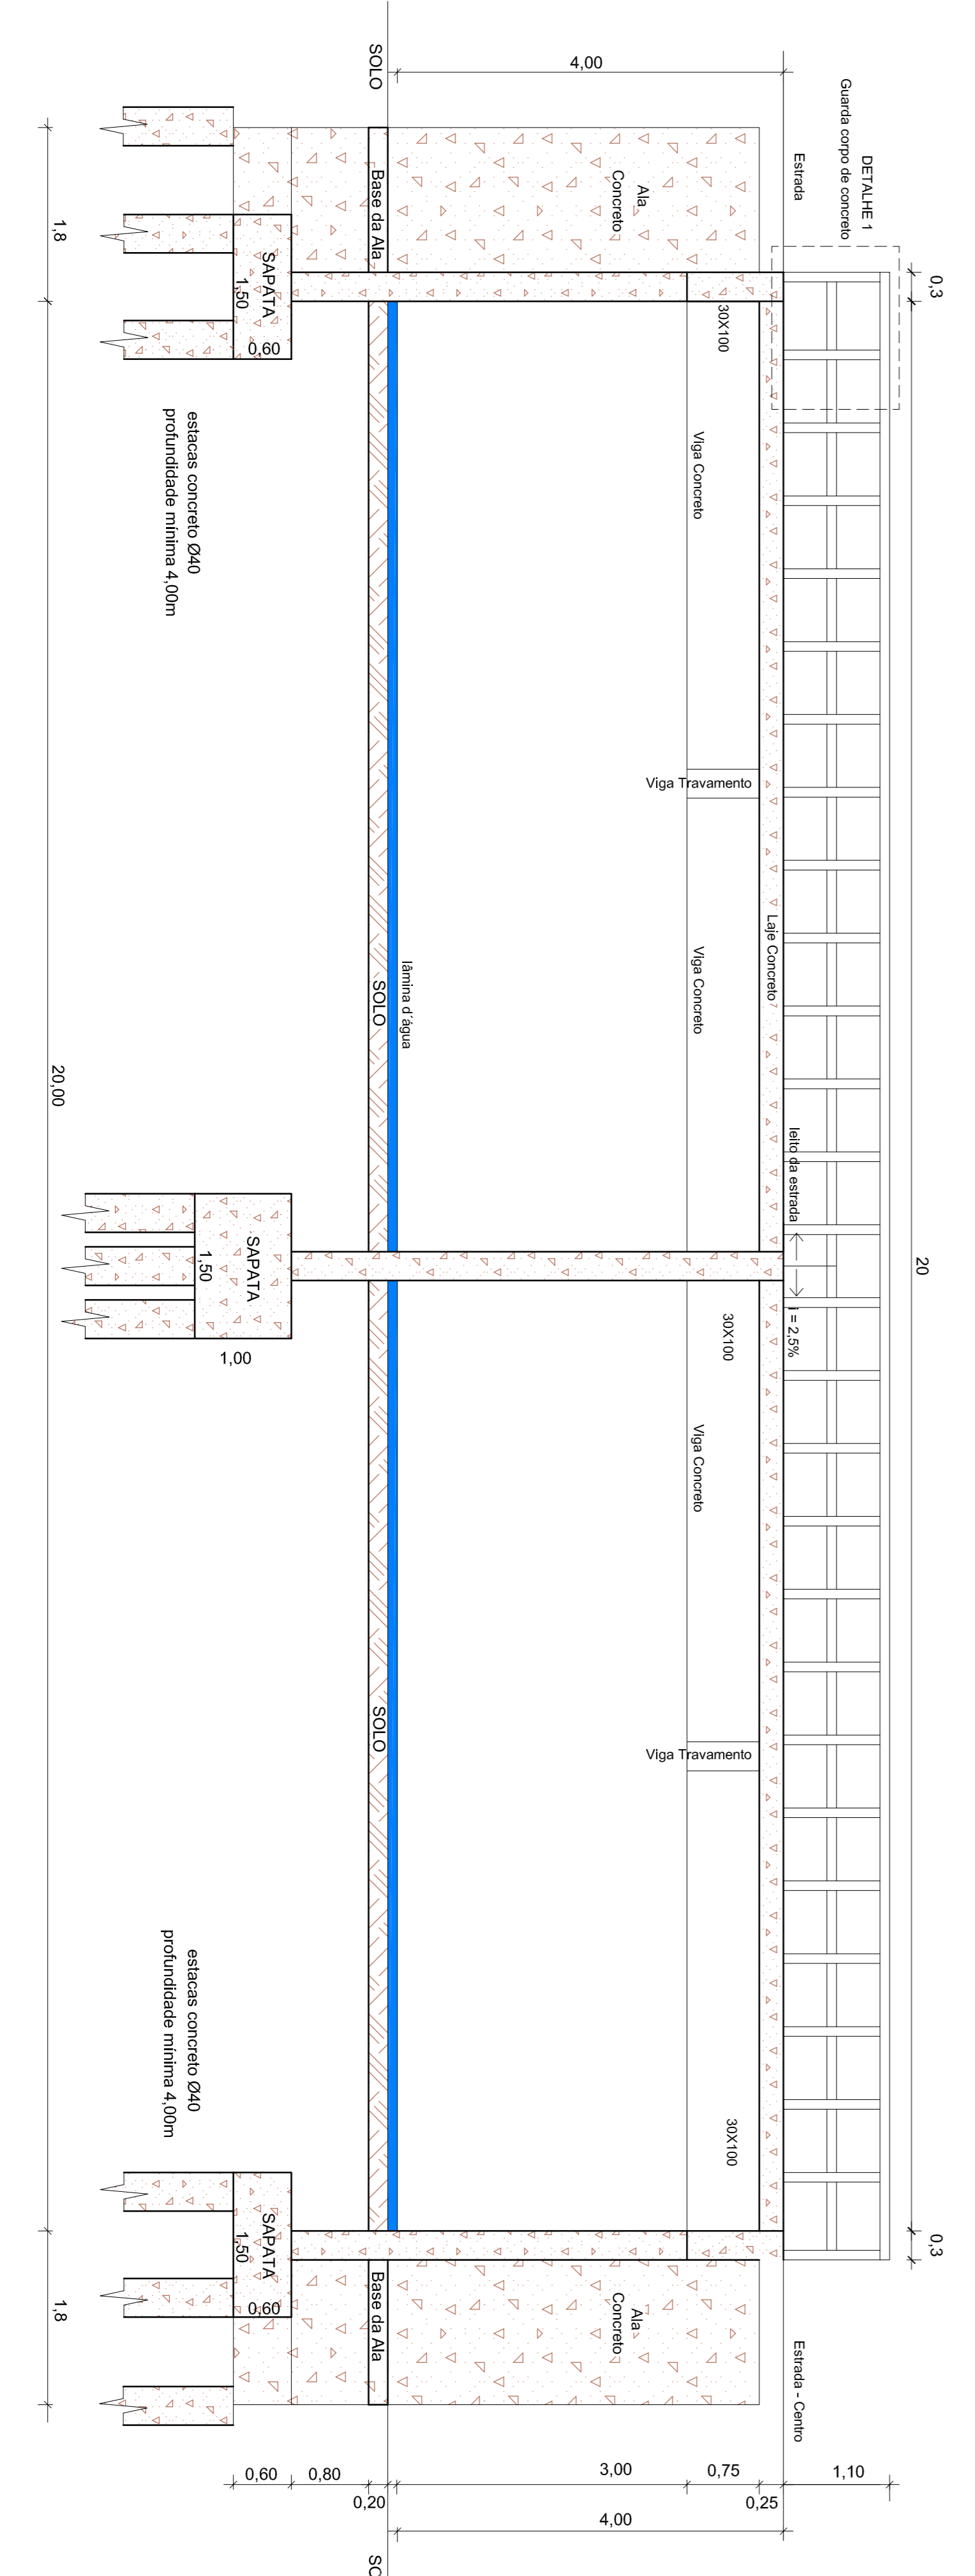 0,3
20
0,3
DETALHE 1
Guarda corpo de concreto
Estrada
leito da estrada
i = 2,5%
Estrada - Centro
Laje Concreto
30X100
30X100
30X100
Viga Concreto
Viga Travamento
Viga Concreto
Viga Concreto
Viga Travamento
Ala
Concreto
Ala
Concreto
4,00
1,10
0,25
0,75
3,00
4,00
0,20
0,80
0,60
lâmina d´água
SOLO
Base da Ala
SOLO
SOLO
Base da Ala
SAPATA
1,50
0,60
SAPATA
1,50
1,00
SAPATA
1,50
0,60
estacas concreto Ø40
profundidade mínima 4,00m
estacas concreto Ø40
profundidade mínima 4,00m
1,8
20,00
1,8